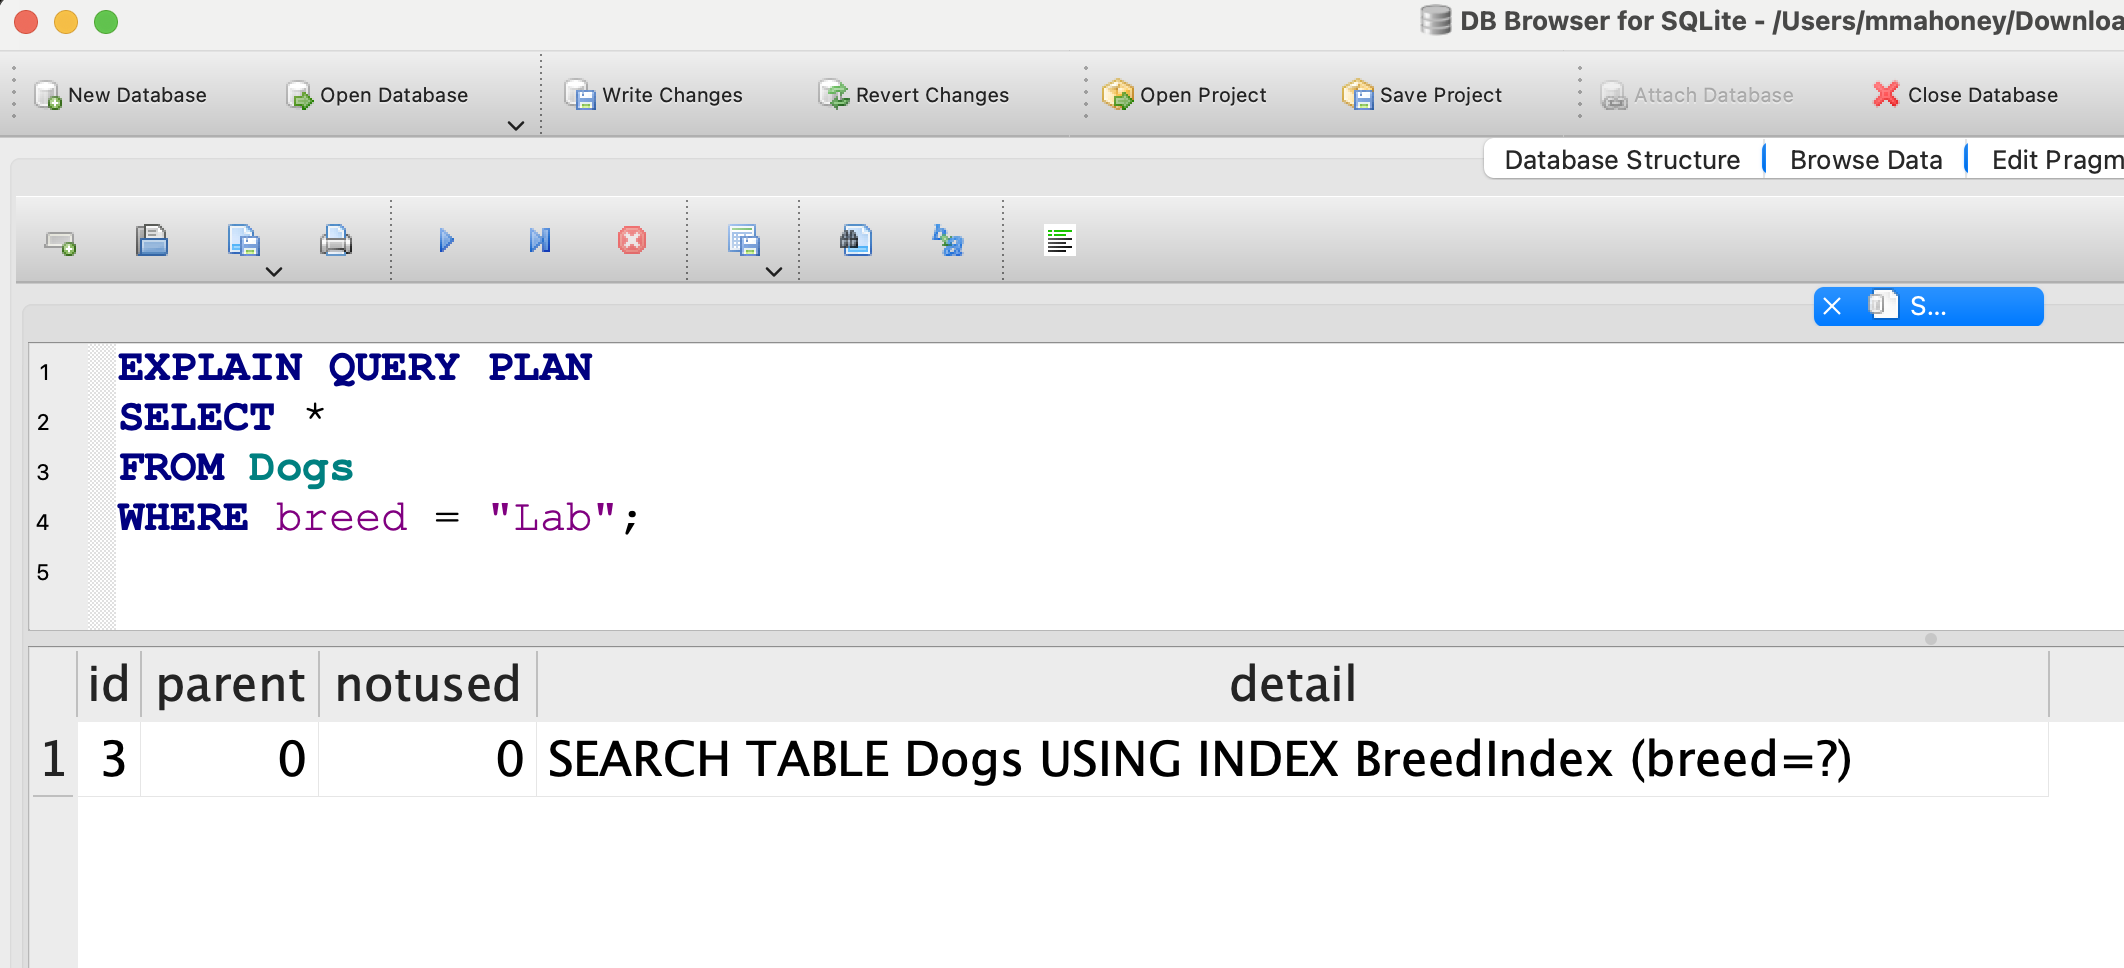 DB Browser for SQLite - /Users/mmahoney/Downloa
New Database Open Database Write Changes Revert Changes Open Project Save Project Attach Database Close Database
Database Structure Browse Data Edit Pragm
S...
1 EXPLAIN QUERY PLAN
2 SELECT *
3 FROM Dogs
4 WHERE breed = "Lab";
5
id parent notused detail
1 3 0 0 SEARCH TABLE Dogs USING INDEX BreedIndex (breed=?)